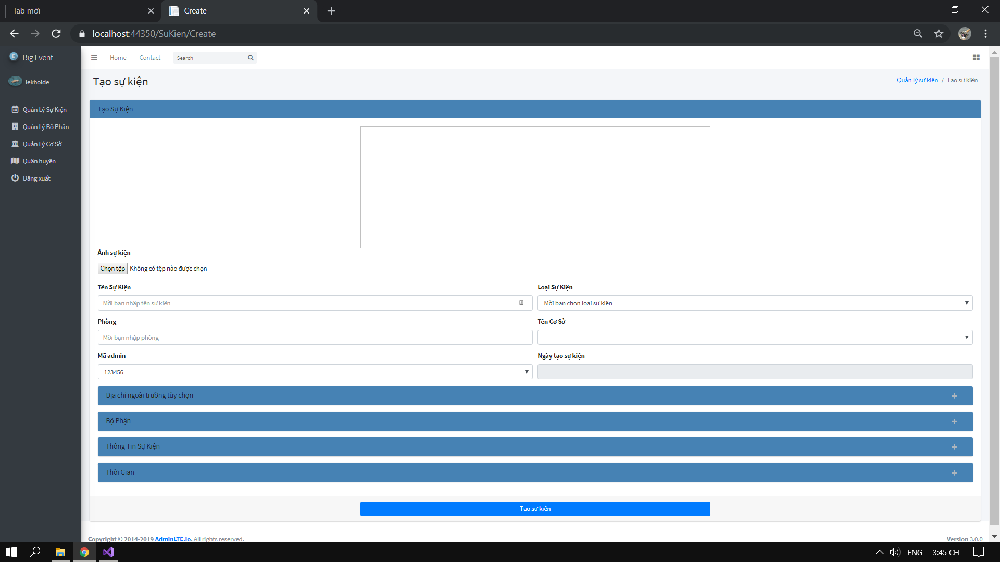 Tab mới
Create
localhost:44350/SuKien/Create
Big Event
Home
Contact
Search
lekhoide
Tạo sự kiện
Quản lý sự kiện / Tạo sự kiện
Quản Lý Sự Kiện
Quản Lý Bộ Phận
Quản Lý Cơ Sở
Quận huyện
Đăng xuất
Tạo Sự Kiện
Ảnh sự kiện
Chọn tệp Không có tệp nào được chọn
Tên Sự Kiện
Loại Sự Kiện
Mời bạn nhập tên sự kiện
Mời bạn chọn loại sự kiện
Phòng
Tên Cơ Sở
Mời bạn nhập phòng
Mã admin
Ngày tạo sự kiện
123456
Địa chỉ ngoài trường tùy chọn
Bộ Phận
Thông Tin Sự Kiện
Thời Gian
Tạo sự kiện
Copyright © 2014-2019 AdminLTE.io. All rights reserved.
Version 3.0.0
ENG
3:45 CH